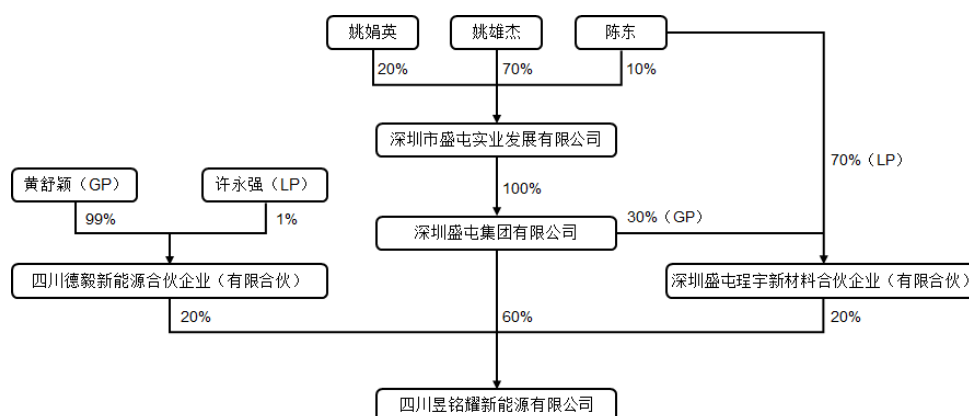 姚娟英
姚雄杰
陈东
20%
70%
10%
深圳市盛屯实业发展有限公司
70%（LP）
黄舒颖（GP）
许永强（LP）
100%
99%
1%
深圳盛屯集团有限公司
30%（GP）
四川德毅新能源合伙企业（有限合伙）
深圳盛屯珵宇新材料合伙企业（有限合伙）
20%
60%
20%
四川昱铭耀新能源有限公司